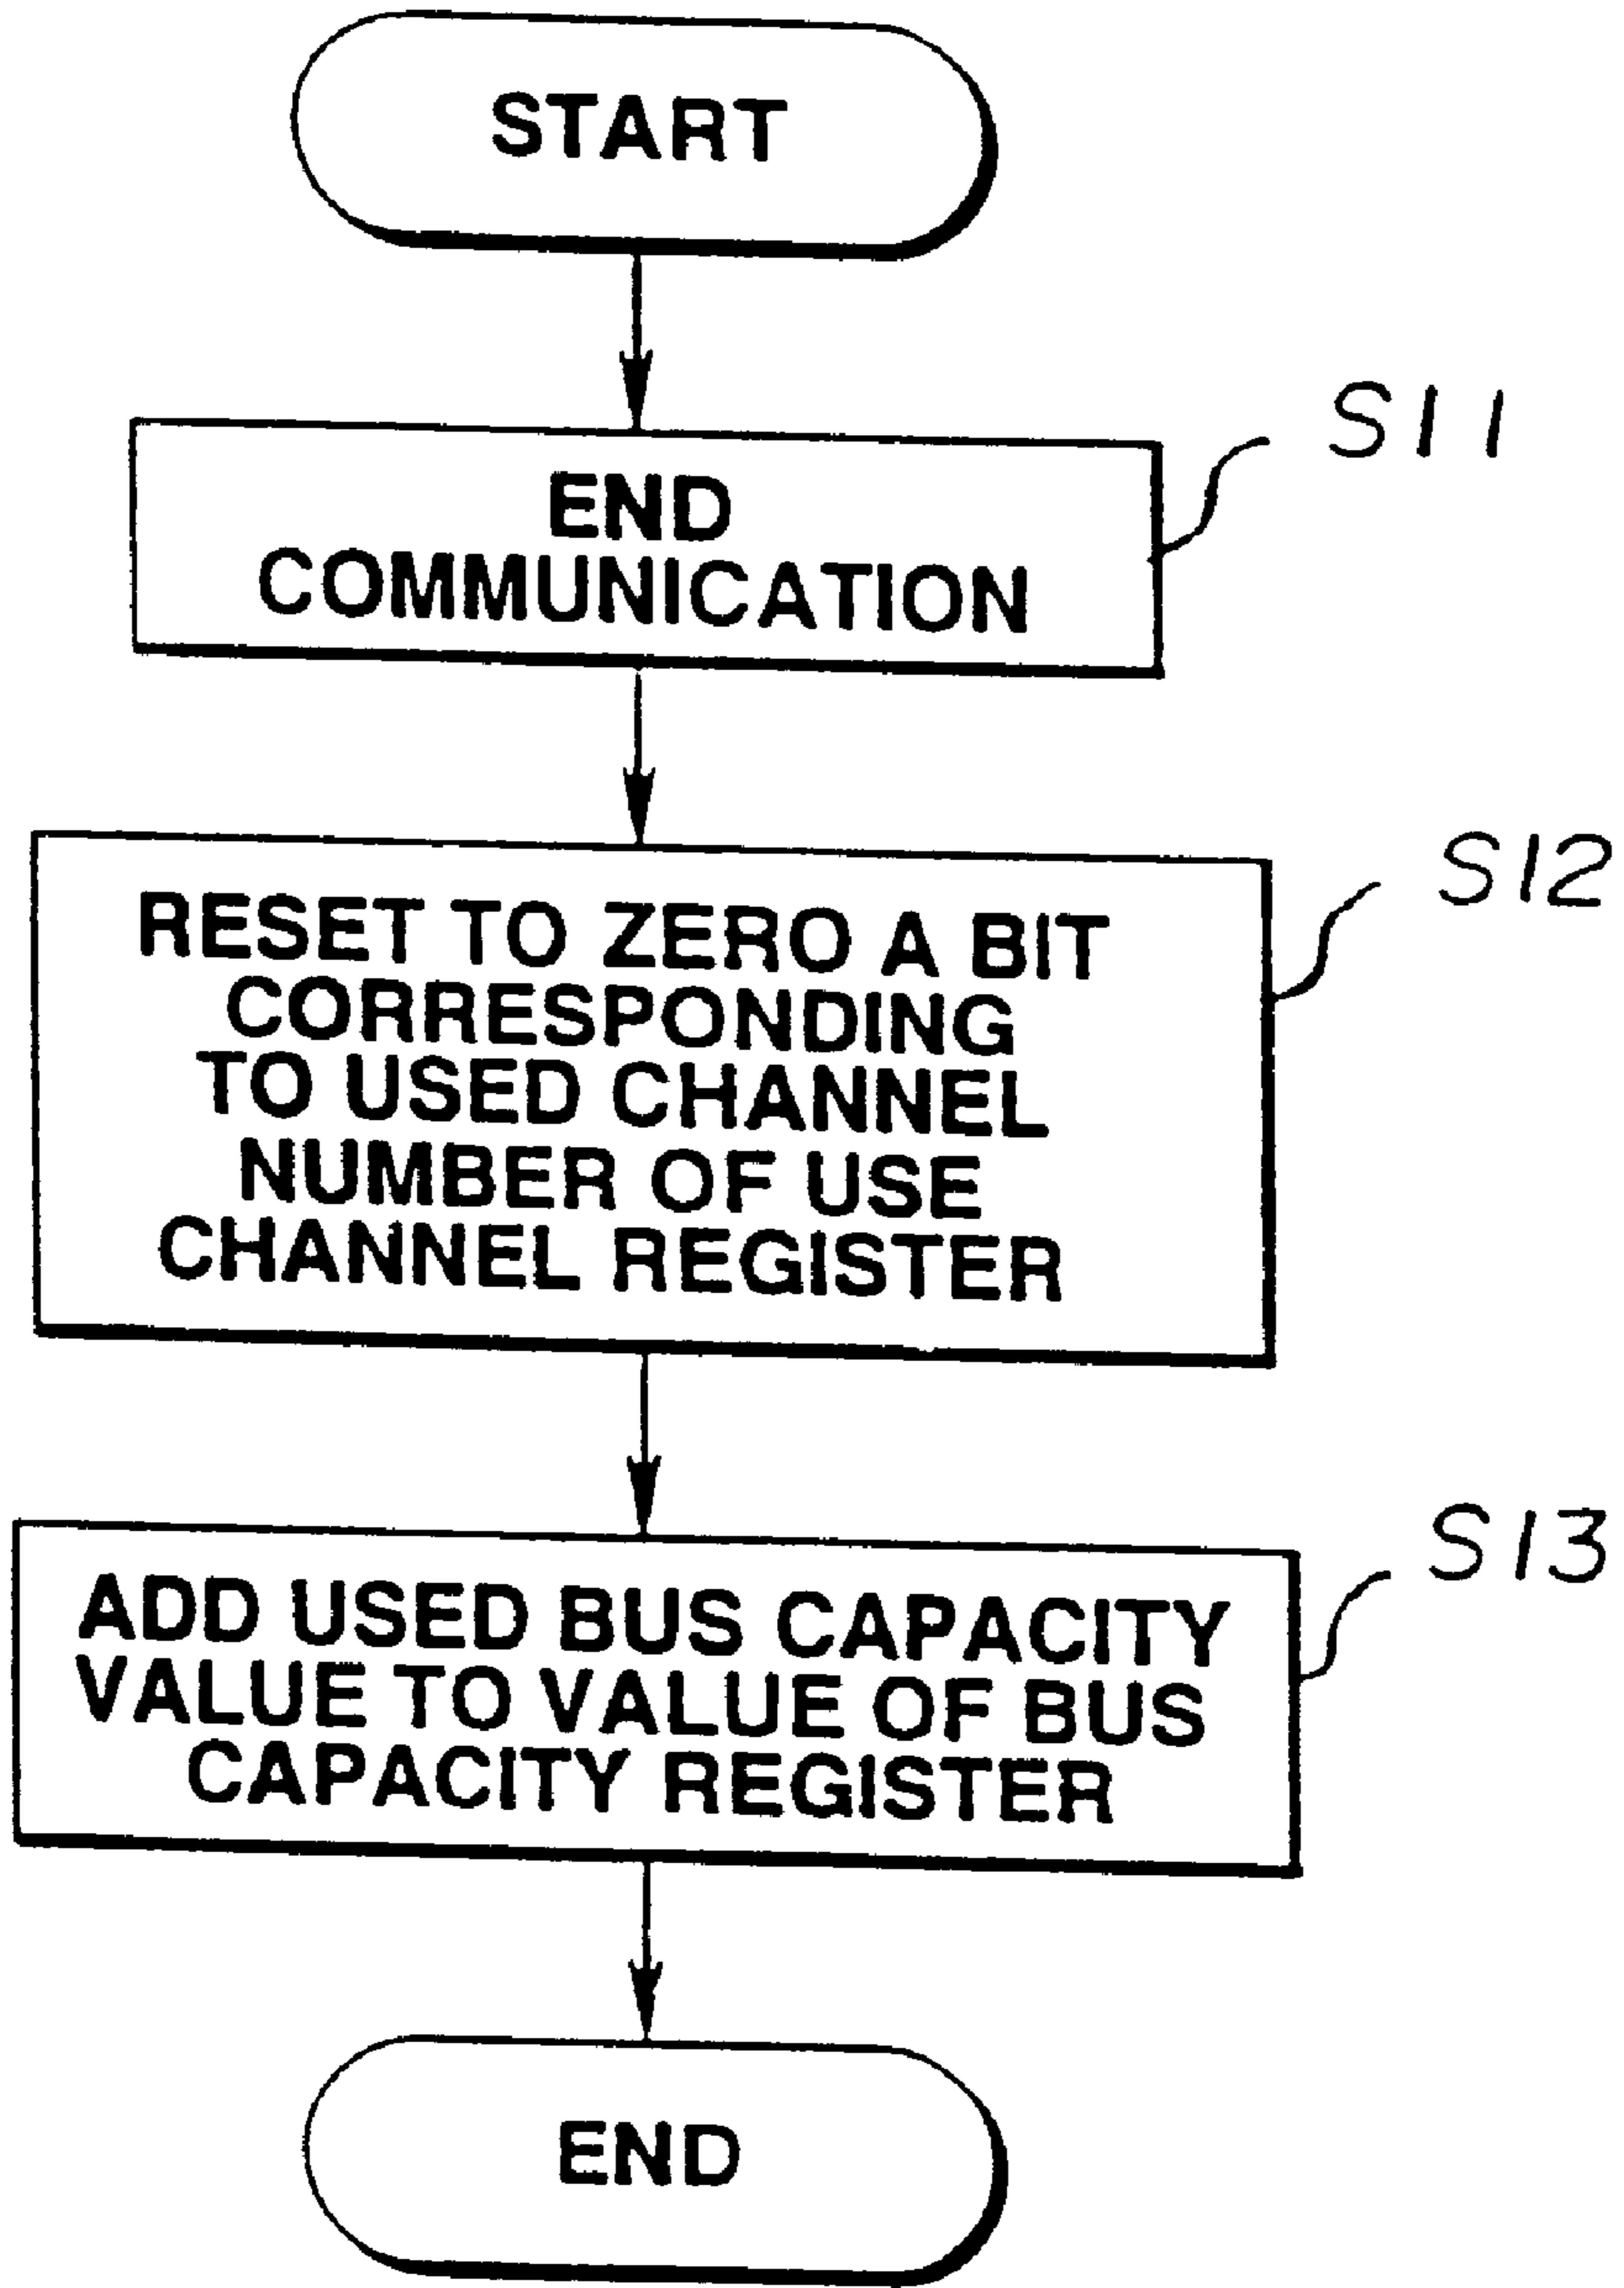 START
S11
END
COMMUNICATION
S12
RESET TO ZERO A BIT
CORRESPONDING
TO USED CHANNEL
NUMBER OF USE
CHANNEL REGISTER
S13
ADD USED BUS CAPACITY
VALUE TO VALUE OF BUS
CAPACITY REGISTER
END